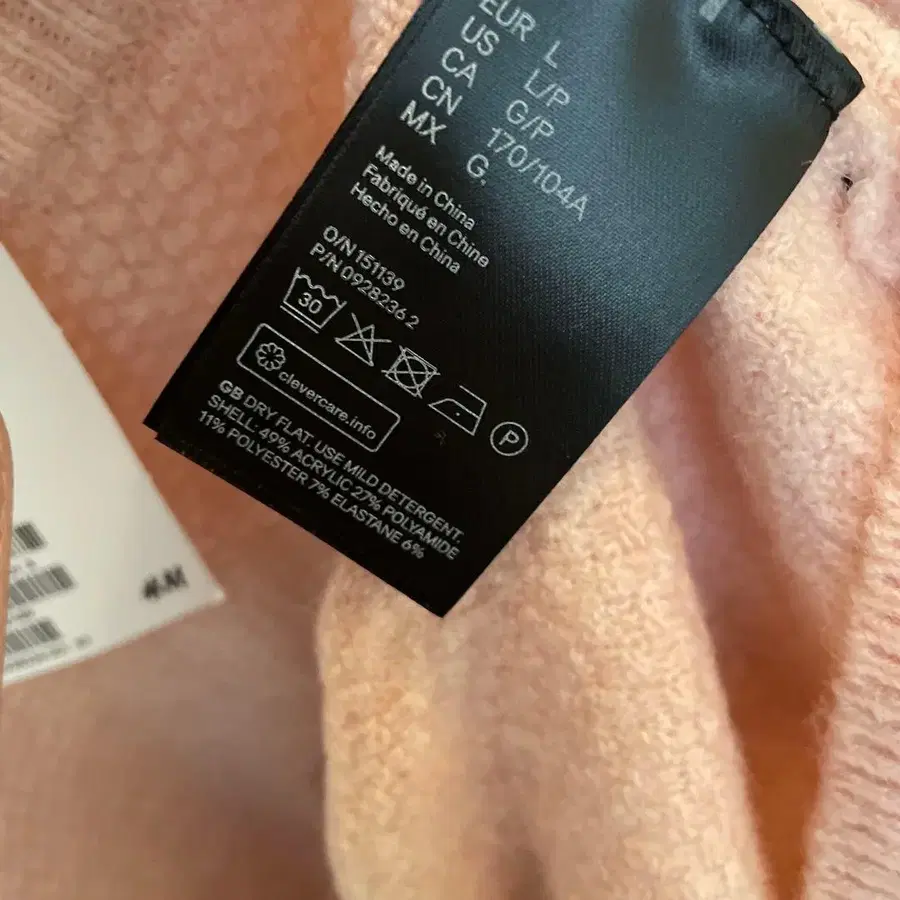 EUR L
US L/P
CA G/P
CN 170/104A
MX G.
Made in China
Fabriqué en Chine
Hecho en China
O/N 151139
P/N 0928236 2
30
P
clevercare.info
GB DRY FLAT. USE MILD DETERGENT.
SHELL: 49% ACRYLIC 27% POLYAMIDE
11% POLYESTER 7% ELASTANE 6%
H&M